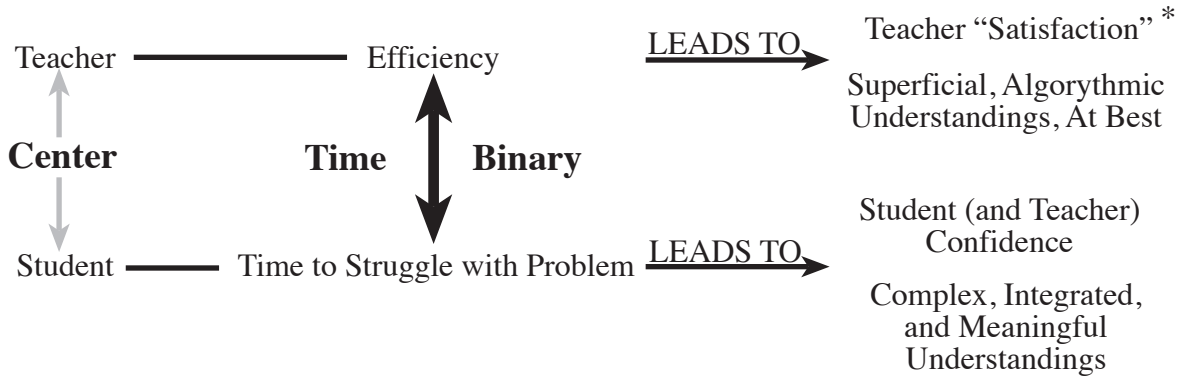 Teacher
Efficiency
LEADS TO
Teacher “Satisfaction” *
Superficial, Algorythmic
Understandings, At Best
Center
Time
Binary
Student
Time to Struggle with Problem
LEADS TO
Student (and Teacher)
Confidence
Complex, Integrated,
and Meaningful
Understandings